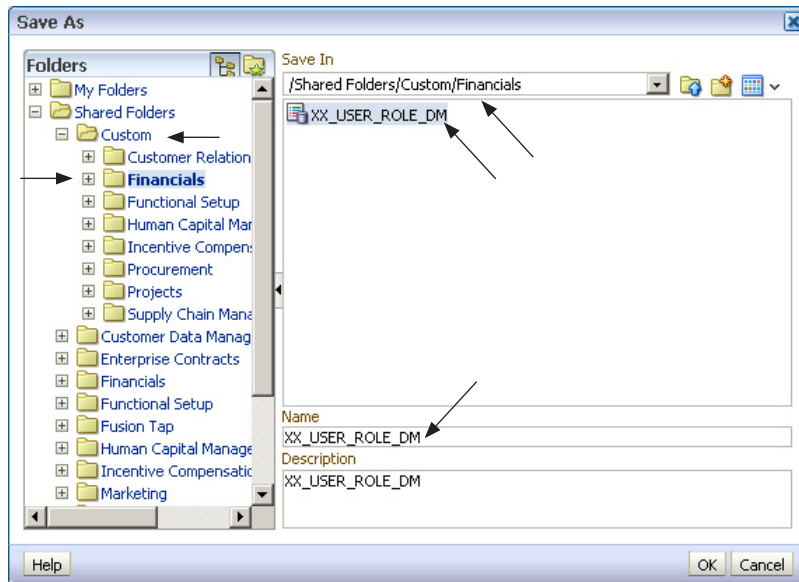 Save As
Folders
My Folders
Shared Folders
Custom
Customer Relation
Financials
Functional Setup
Human Capital Mar
Incentive Compens
Procurement
Projects
Supply Chain Mana
Customer Data Manag
Enterprise Contracts
Financials
Functional Setup
Fusion Tap
Human Capital Manage
Incentive Compensatic
Marketing
Save In
/Shared Folders/Custom/Financials
XX_USER_ROLE_DM
Name
XX_USER_ROLE_DM
Description
XX_USER_ROLE_DM
Help
OK
Cancel